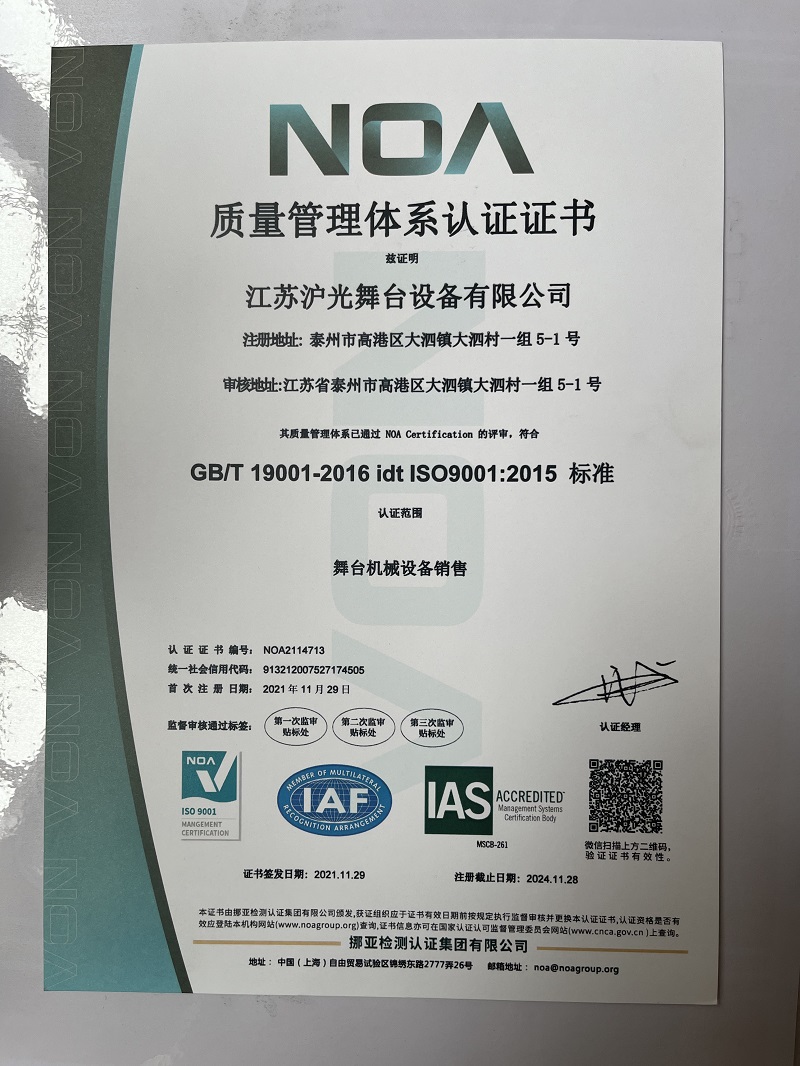 NOA
质量管理体系认证证书
兹证明
江苏沪光舞台设备有限公司
注册地址: 泰州市高港区大泗镇大泗村一组 5-1 号
审核地址:江苏省泰州市高港区大泗镇大泗村一组 5-1 号
其质量管理体系已通过 NOA Certification 的评审，符合
GB/T 19001-2016 idt ISO9001:2015 标准
认证范围
舞台机械设备销售
认 证 证 书 编号： NOA2114713
统一社会信用代码： 913212007527174505
首 次 注 册 日期： 2021 年 11 月 29 日
监督审核通过标签：
第一次监审
贴标处
第二次监审
贴标处
第三次监审
贴标处
认证经理
NOA
ISO 9001
MANGEMENT
CERTIFICATION
MEMBER OF MULTILATERAL
IAF
RECOGNITION ARRANGEMENT
IAS
ACCREDITED
Management Systems
Certification Body
MSCB-261
微信扫描上方二维码，
验证证书有效性。
证书签发日期： 2021.11.29
注册截止日期： 2024.11.28
本证书由挪亚检测认证集团有限公司颁发,获证组织应于证书有效日期前按规定执行监督审核并更换本认证证书,认证资格是否有
效应登陆本机构网站(www.noagroup.org)查询,证书信息亦可在国家认证认可监督管理委员会网站(www.cnca.gov.cn )上查询。
挪亚检测认证集团有限公司
地址： 中国（上海）自由贸易试验区锦绣东路2777弄26号 邮箱地址： noa@noagroup.org